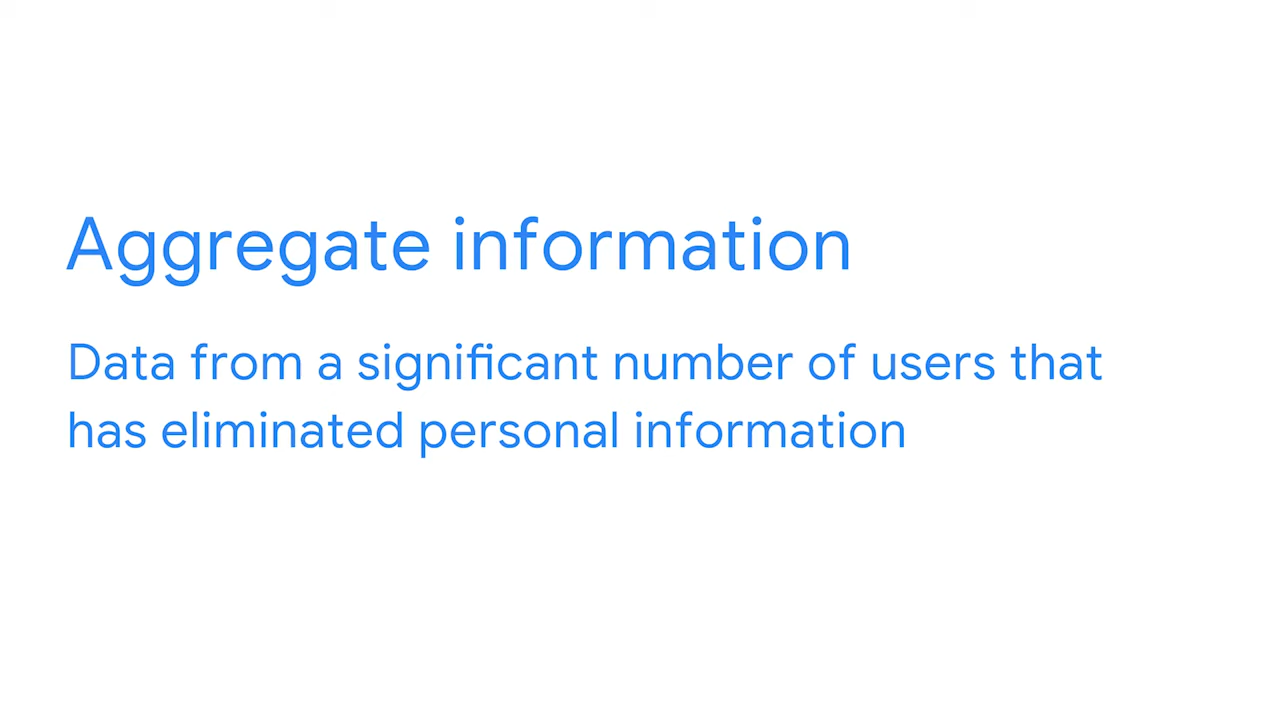 Aggregate information
Data from a significant number of users that
has eliminated personal information